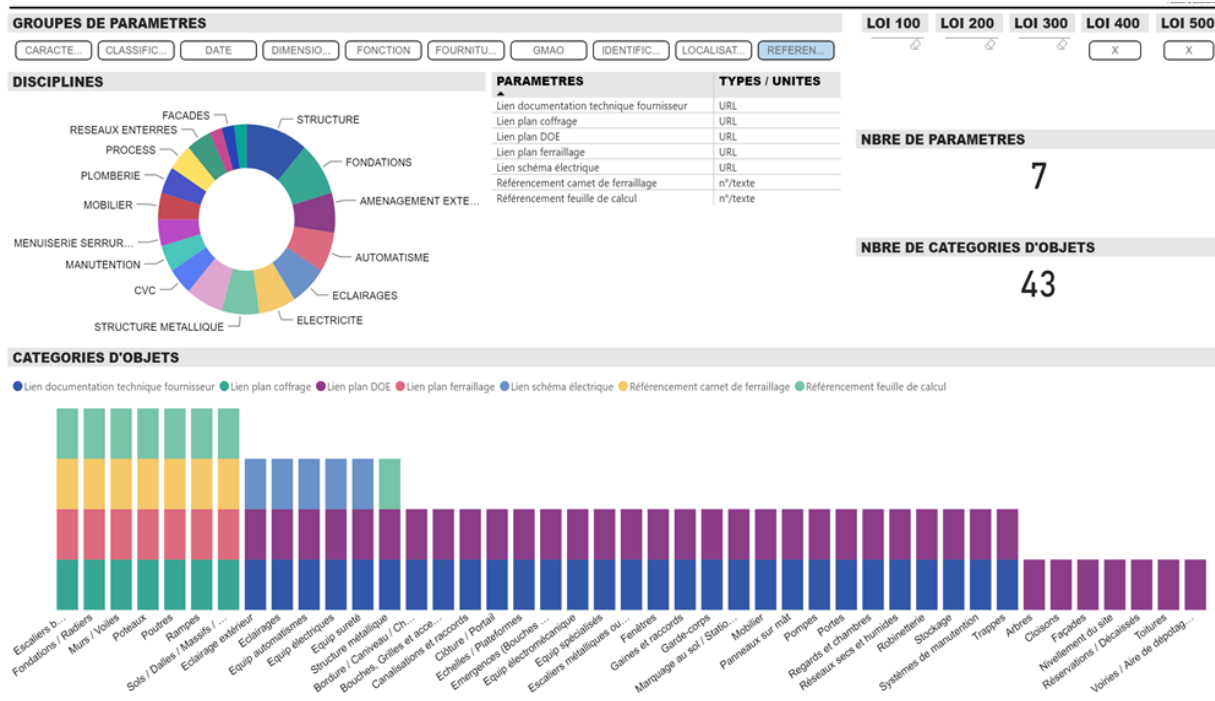 GROUPES DE PARAMETRES
LOI 100 LOI 200 LOI 300 LOI 400 LOI 500
CARACTE... CLASSIFIC... DATE DIMENSIO... FONCTION FOURNITU... GMAO IDENTIFIC... LOCALISAT... REFEREN...
X X
DISCIPLINES
FACADES
RESEAUX ENTERRES
PROCESS
PLOMBERIE
MOBILIER
MENUISERIE SERRUR...
MANUTENTION
CVC
STRUCTURE METALLIQUE
STRUCTURE
FONDATIONS
AMENAGEMENT EXTE...
AUTOMATISME
ECLAIRAGES
ELECTRICITE
PARAMETRES TYPES / UNITES
Lien documentation technique fournisseur URL
Lien plan coffrage URL
Lien plan DOE URL
Lien plan ferraillage URL
Lien schéma électrique URL
Référencement carnet de ferraillage n°/texte
Référencement feuille de calcul n°/texte
NBRE DE PARAMETRES
7
NBRE DE CATEGORIES D'OBJETS
43
CATEGORIES D'OBJETS
Lien documentation technique fournisseur Lien plan coffrage Lien plan DOE Lien plan ferraillage Lien schéma électrique Référencement carnet de ferraillage Référencement feuille de calcul
Escaliers b...
Fondations / Radiers
Murs / Voiles
Poteaux
Poutres
Rampes
Sols / Dalles / Massifs / ...
Eclairage extérieur
Eclairages
Equip automatismes
Equip électriques
Equip sureté
Structure métallique
Bordure / Caniveau / Ch...
Bouches, Grilles et acce...
Canalisations et raccords
Clôture / Portail
Echelles / Plateformes
Emergences (Bouches ...
Equip électromécanique
Equip spécialisés
Escaliers métalliques ou...
Fenêtres
Gaines et raccords
Garde-corps
Marquage au sol / Statio...
Mobilier
Panneaux sur mât
Pompes
Portes
Regards et chambres
Réseaux secs et humides
Robinetterie
Stockage
Systèmes de manutention
Trappes
Arbres
Cloisons
Façades
Nivellement du site
Réservations / Décaissés
Toitures
Voiries / Aire de dépotag...